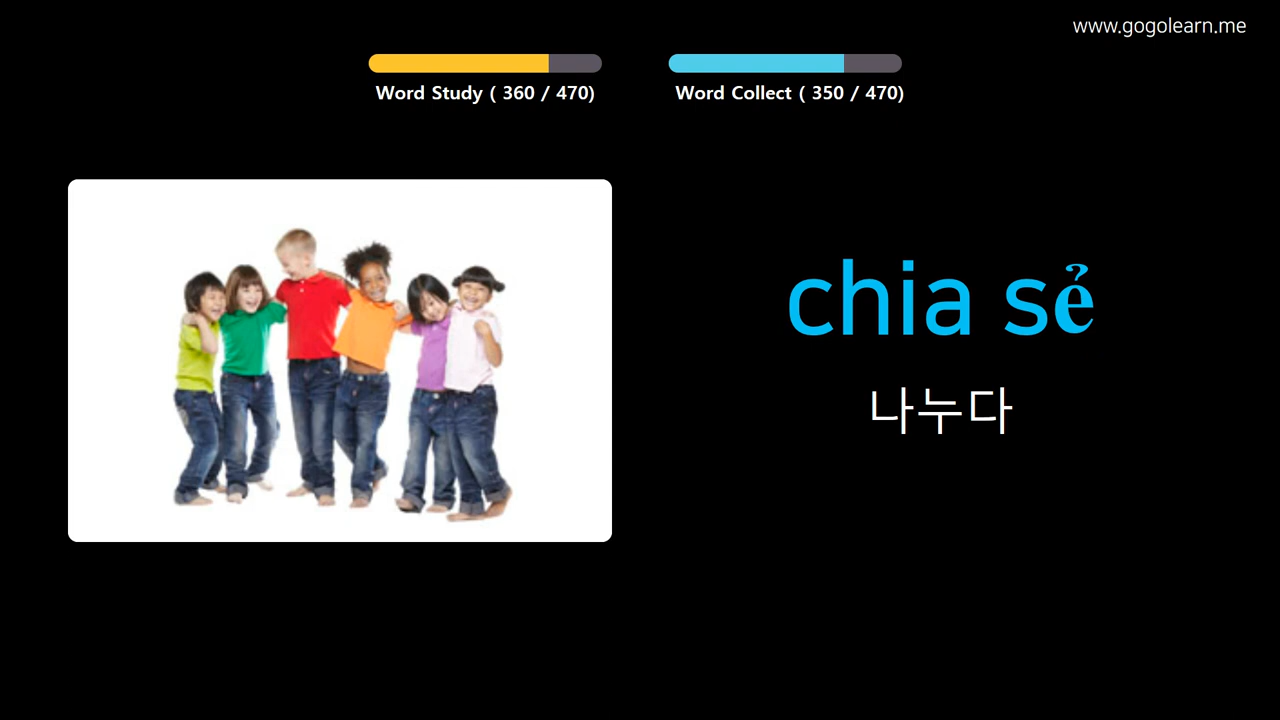 www.gogolearn.me
Word Study ( 360 / 470)
Word Collect ( 350 / 470)
chia sẻ
나누다